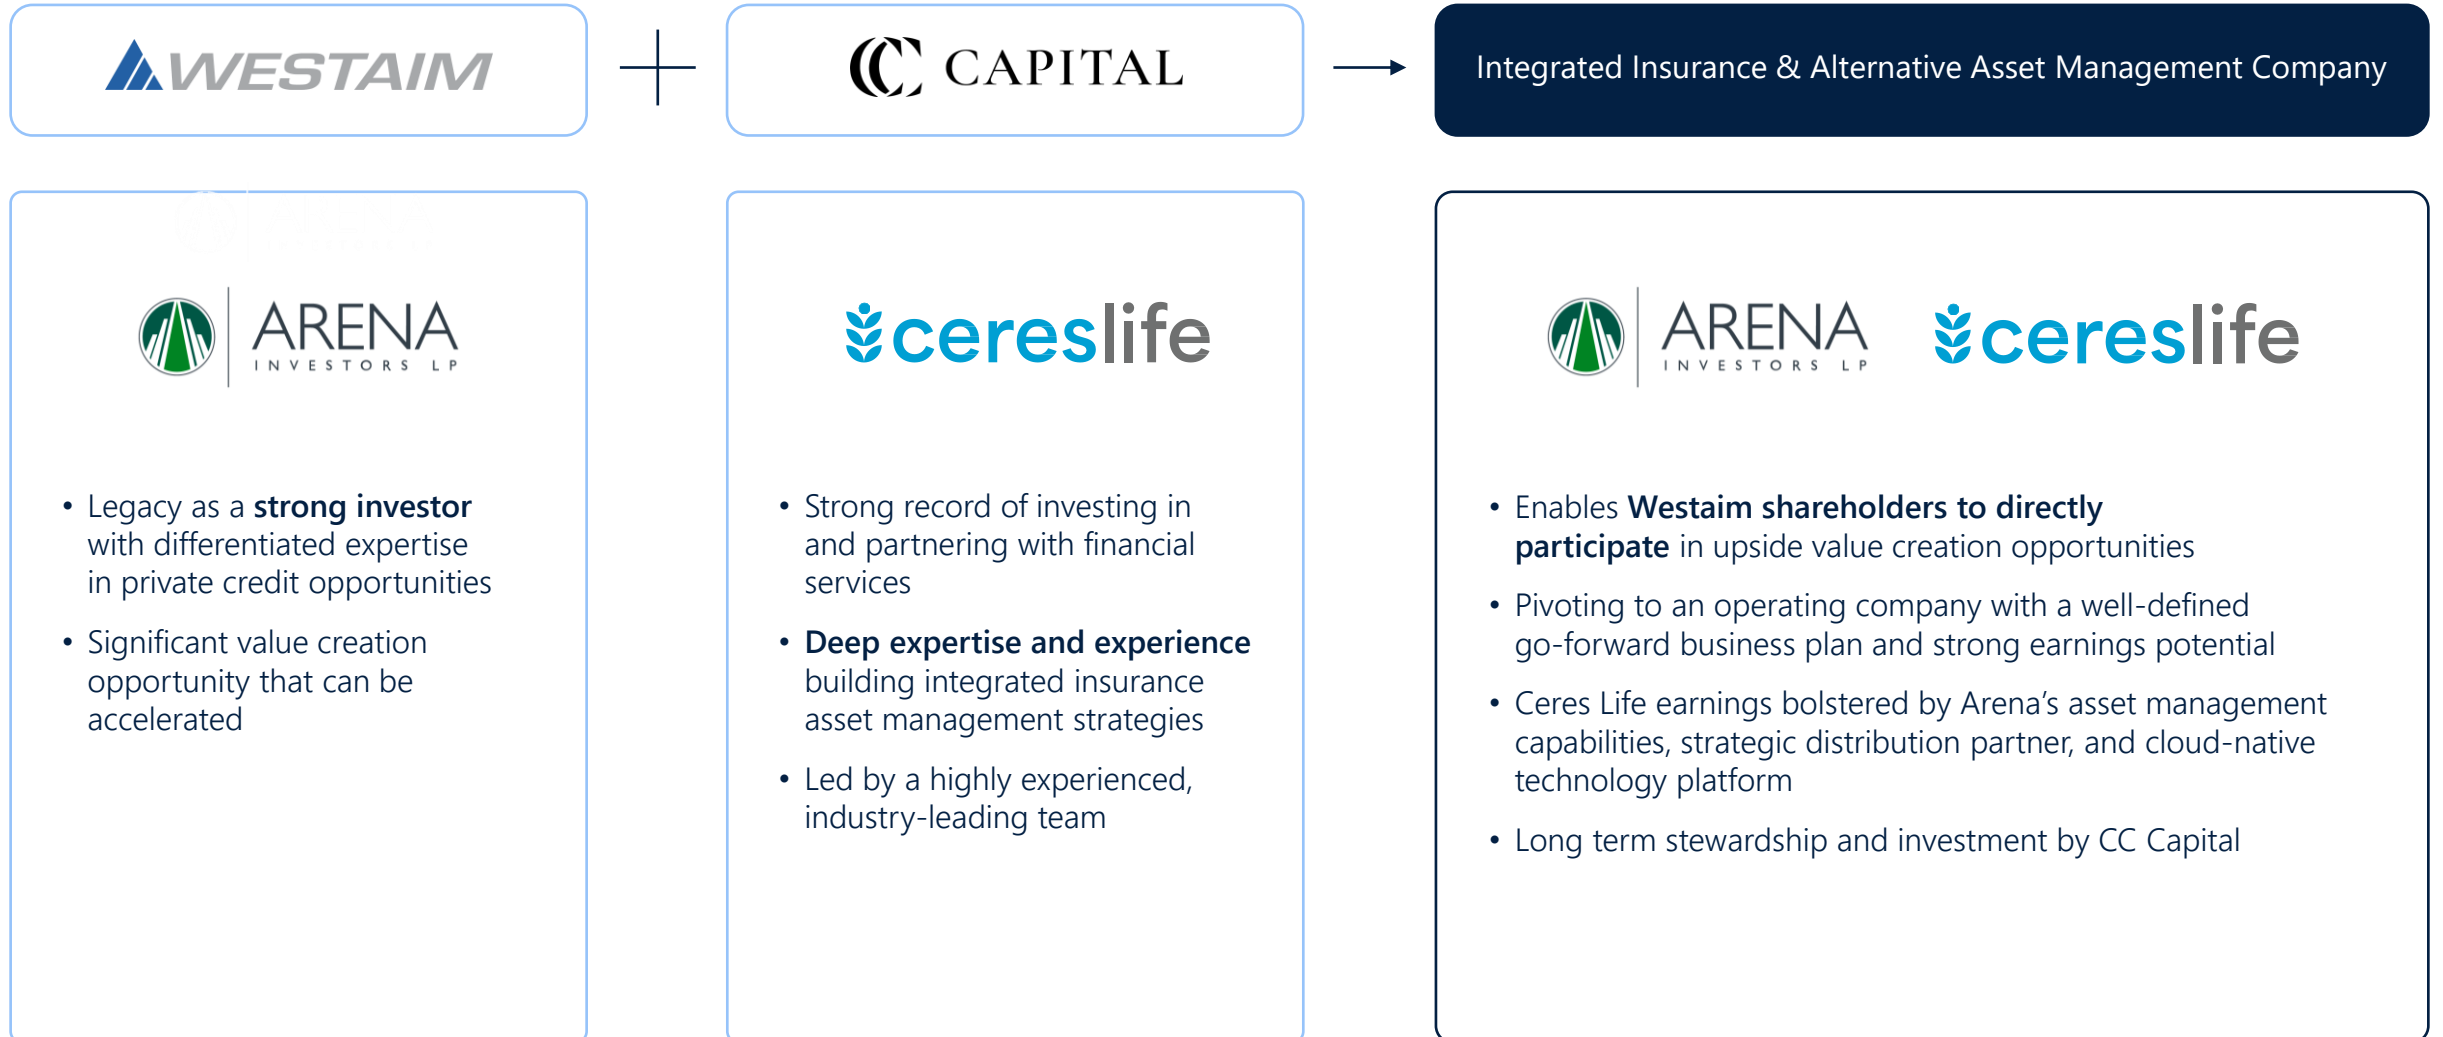 WESTAIM
CC CAPITAL
Integrated Insurance & Alternative Asset Management Company
ARENA
INVESTORS LP
• Legacy as a strong investor
with differentiated expertise
in private credit opportunities
• Significant value creation
opportunity that can be
accelerated
cereslife
• Strong record of investing in
and partnering with financial
services
• Deep expertise and experience
building integrated insurance
asset management strategies
• Led by a highly experienced,
industry-leading team
ARENA
INVESTORS LP
cereslife
• Enables Westaim shareholders to directly
participate in upside value creation opportunities
• Pivoting to an operating company with a well-defined
go-forward business plan and strong earnings potential
• Ceres Life earnings bolstered by Arena’s asset management
capabilities, strategic distribution partner, and cloud-native
technology platform
• Long term stewardship and investment by CC Capital